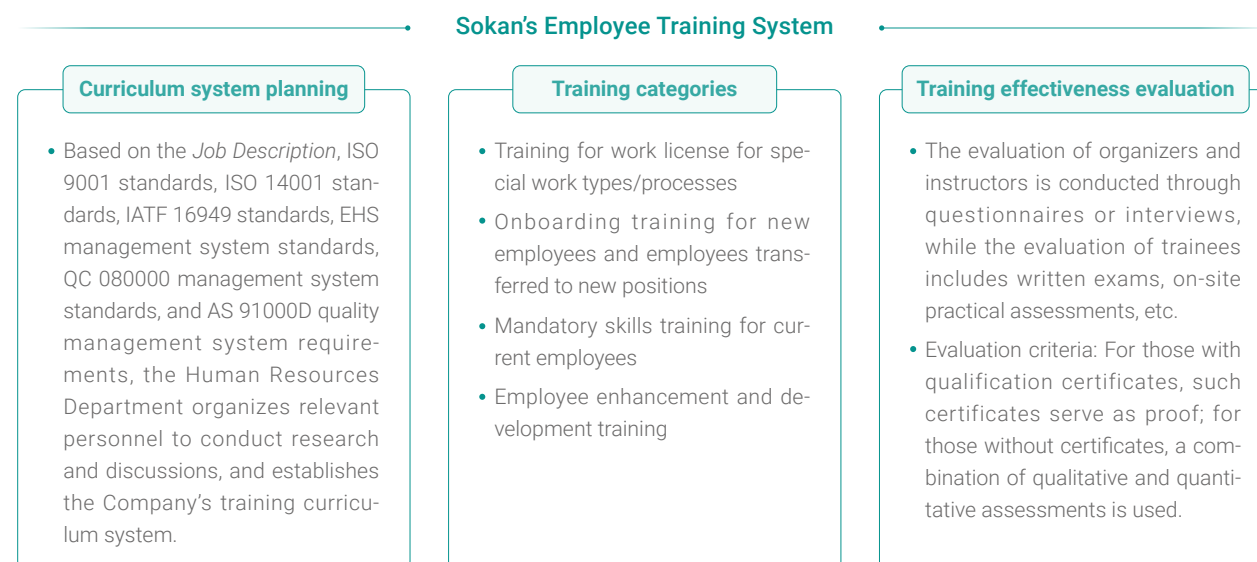 Sokan's Employee Training System
Curriculum system planning
• Based on the Job Description, ISO
9001 standards, ISO 14001 stan-
dards, IATF 16949 standards, EHS
management system standards,
QC 080000 management system
standards, and AS 91000D quality
management system require-
ments, the Human Resources
Department organizes relevant
personnel to conduct research
and discussions, and establishes
the Company's training curricu-
lum system.
Training categories
• Training for work license for spe-
cial work types/processes
• Onboarding training for new
employees and employees trans-
ferred to new positions
• Mandatory skills training for cur-
rent employees
• Employee enhancement and de-
velopment training
Training effectiveness evaluation
• The evaluation of organizers and
instructors is conducted through
questionnaires or interviews,
while the evaluation of trainees
includes written exams, on-site
practical assessments, etc.
• Evaluation criteria: For those with
qualification certificates, such
certificates serve as proof; for
those without certificates, a com-
bination of qualitative and quanti-
tative assessments is used.